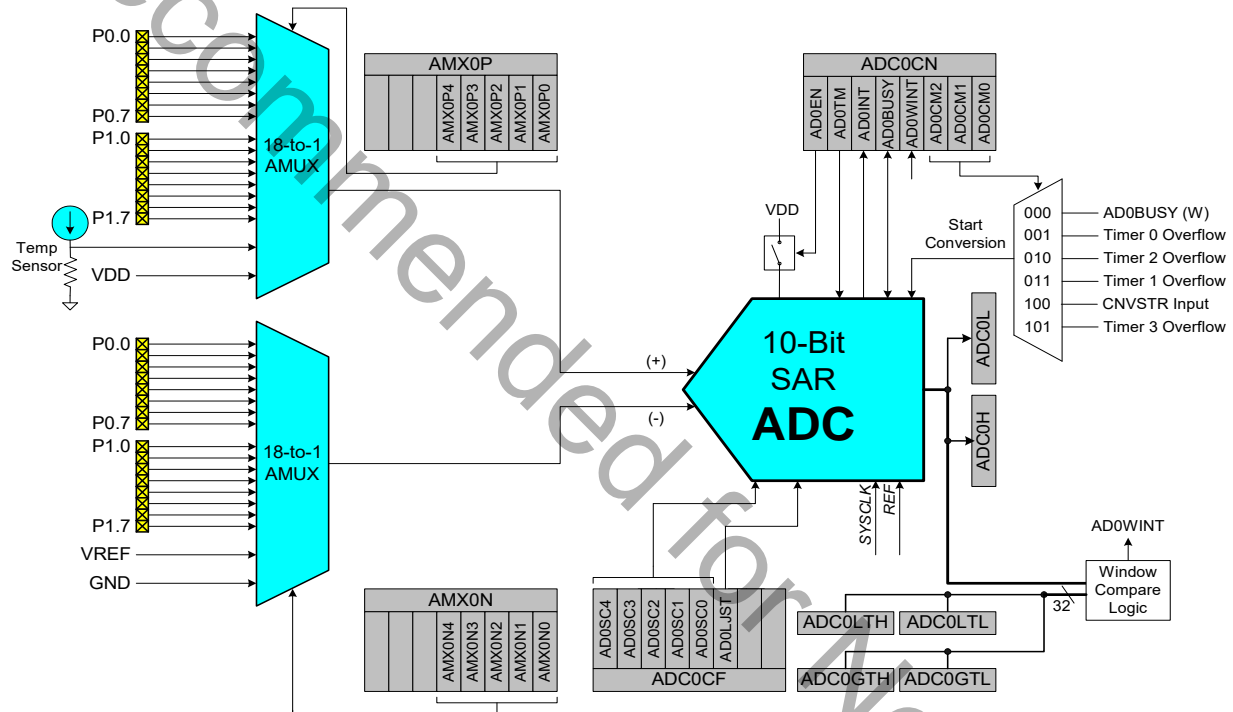 P0.0
P0.7
P1.0
P1.7
18-to-1
AMUX
Temp
Sensor
VDD
AMX0P
AMX0P4
AMX0P3
AMX0P2
AMX0P1
AMX0P0
ADC0CN
AD0EN
AD0TM
AD0INT
AD0BUSY
AD0WINT
AD0CM2
AD0CM1
AD0CM0
VDD
Start
Conversion
000 AD0BUSY (W)
001 Timer 0 Overflow
010 Timer 2 Overflow
011 Timer 1 Overflow
100 CNVSTR Input
101 Timer 3 Overflow
P0.0
P0.7
P1.0
P1.7
18-to-1
AMUX
VREF
GND
(+)
(-)
10-Bit
SAR
ADC
ADC0L
ADC0H
SYSCLK
REF
AD0WINT
Window
Compare
Logic
32
AMX0N
AMX0N4
AMX0N3
AMX0N2
AMX0N1
AMX0N0
AD0SC4
AD0SC3
AD0SC2
AD0SC1
AD0SC0
AD0LJST
ADC0CF
ADC0LTH
ADC0LTL
ADC0GTH
ADC0GTL
ecommended for Ne